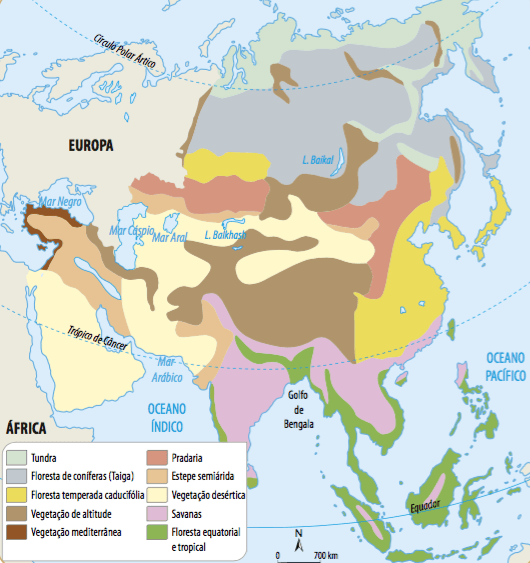 Círculo Polar Ártico
EUROPA
L. Baikal
Mar Negro
Mar Cáspio
Mar Aral
L. Balkhash
Trópico de Câncer
Mar
Arábico
OCEANO
PACÍFICO
Golfo
de
Bengala
OCEANO
ÍNDICO
ÁFRICA
Equador
Tundra
Floresta de coníferas (Taiga)
Floresta temperada caducifólia
Vegetação de altitude
Vegetação mediterrânea
Pradaria
Estepe semiárida
Vegetação desértica
Savanas
Floresta equatorial
e tropical
N
0 700 km